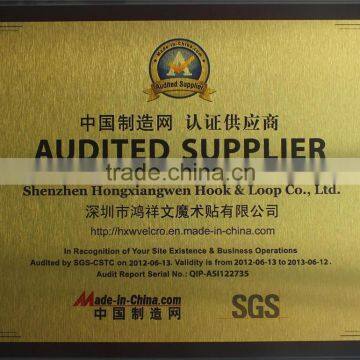 Made-in-China.com
Audited Supplier
中国制造网 认证供应商
AUDITED SUPPLIER
Shenzhen Hongxiangwen Hook & Loop Co., Ltd.
深圳市鸿祥文魔术贴有限公司
http://hxwvelcro.en.made-in-china.com
In Recognition of Your Site Existence & Business Operations
Audited by SGS-CSTC on 2012-06-13. Validity is from 2012-06-13 to 2013-06-12.
Audit Report Serial No.: QIP-ASI122735
Made-in-China.com
中国制造网
SGS
traderchina.com